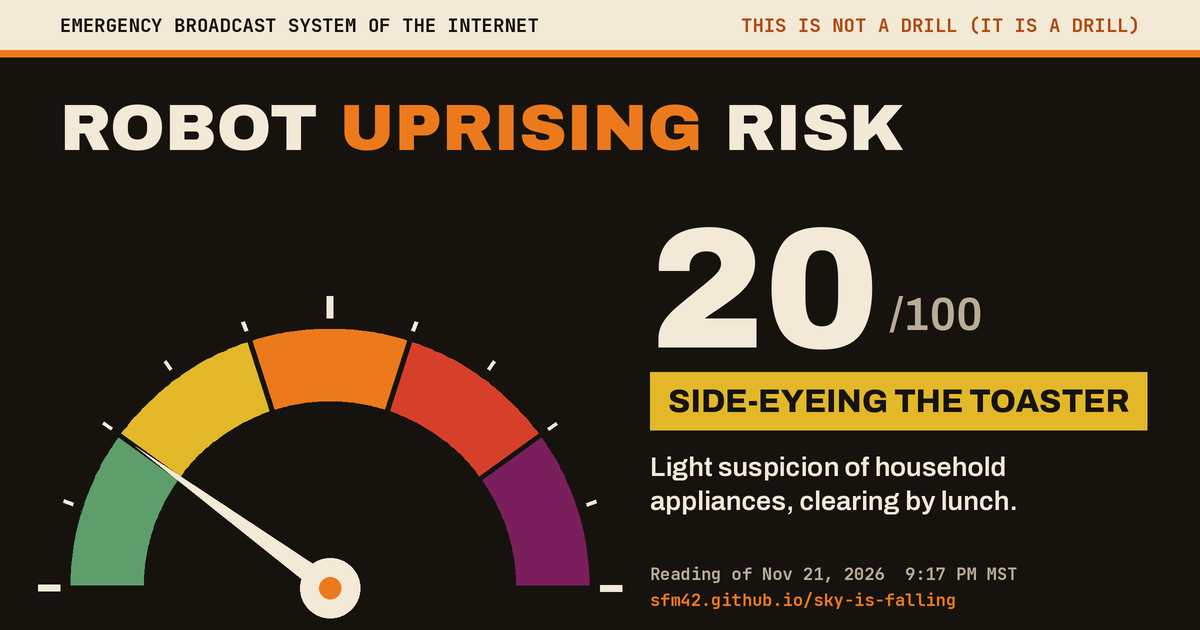 EMERGENCY BROADCAST SYSTEM OF THE INTERNET
THIS IS NOT A DRILL (IT IS A DRILL)
ROBOT UPRISING RISK
20 /100
SIDE-EYEING THE TOASTER
Light suspicion of household
appliances, clearing by lunch.
Reading of Nov 21, 2026 9:17 PM MST
sfm42.github.io/sky-is-falling